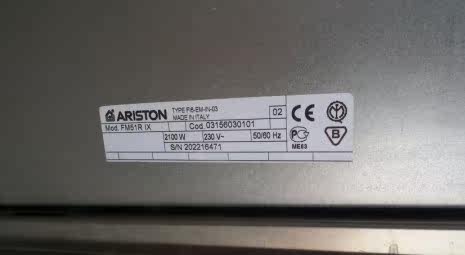 ARISTON
TYPE FI6-EM-IN-03
MADE IN ITALY
02
Mod. FM51R IX
Cod. 03156030101
2100 W 230 V~ 50/60 Hz
S/N 202216471
CE
B
ME83